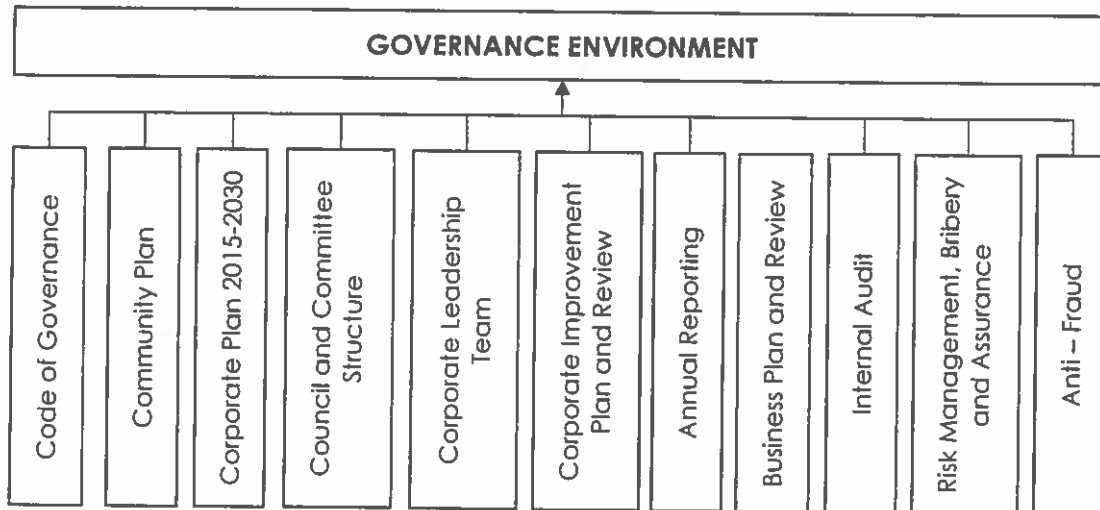 GOVERNANCE ENVIRONMENT
Code of Governance
Community Plan
Corporate Plan 2015-2030
Council and Committee
Structure
Corporate Leadership
Team
Corporate Improvement
Plan and Review
Annual Reporting
Business Plan and Review
Internal Audit
Risk Management, Bribery
and Assurance
Anti – Fraud